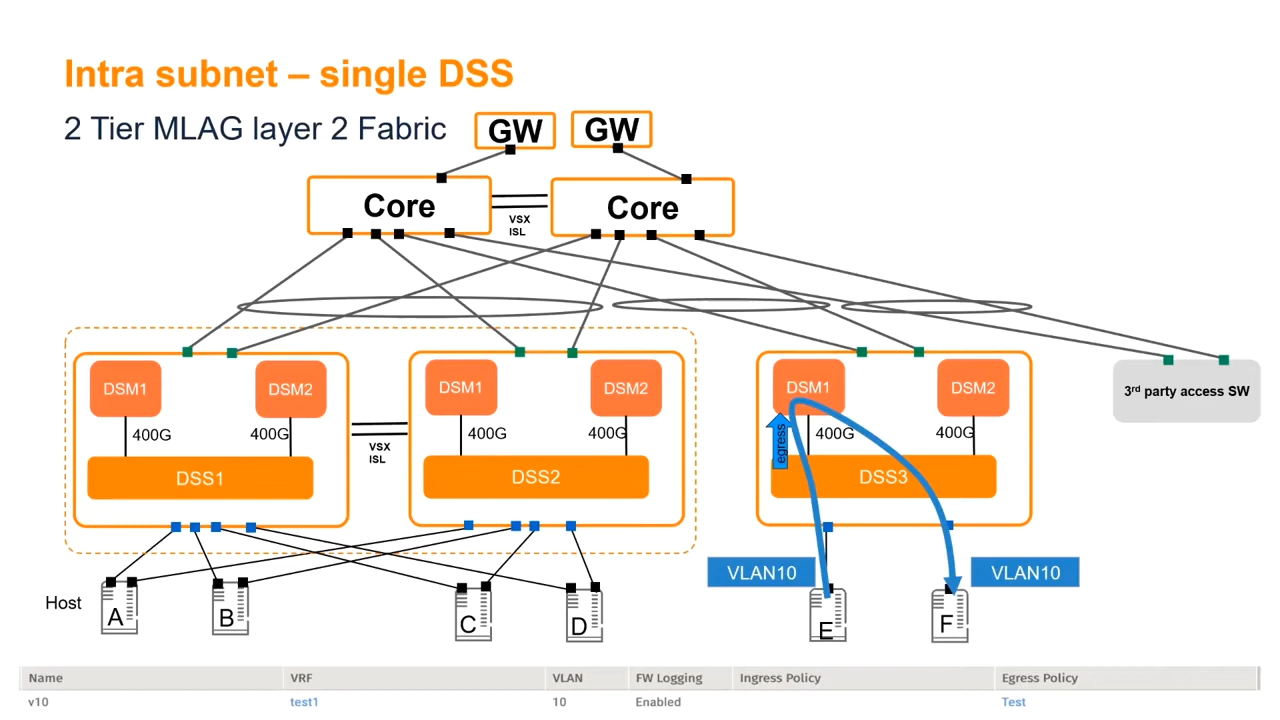 Intra subnet – single DSS
2 Tier MLAG layer 2 Fabric
GW
GW
Core
Core
VSX
ISL
DSM1
DSM2
DSM1
DSM2
DSM1
DSM2
3rd party access SW
400G
400G
400G
400G
400G
400G
VSX
ISL
egress
DSS1
DSS2
DSS3
VLAN10
VLAN10
Host
A
B
C
D
E
F
Name VRF VLAN FW Logging Ingress Policy Egress Policy
v10 test1 10 Enabled Test